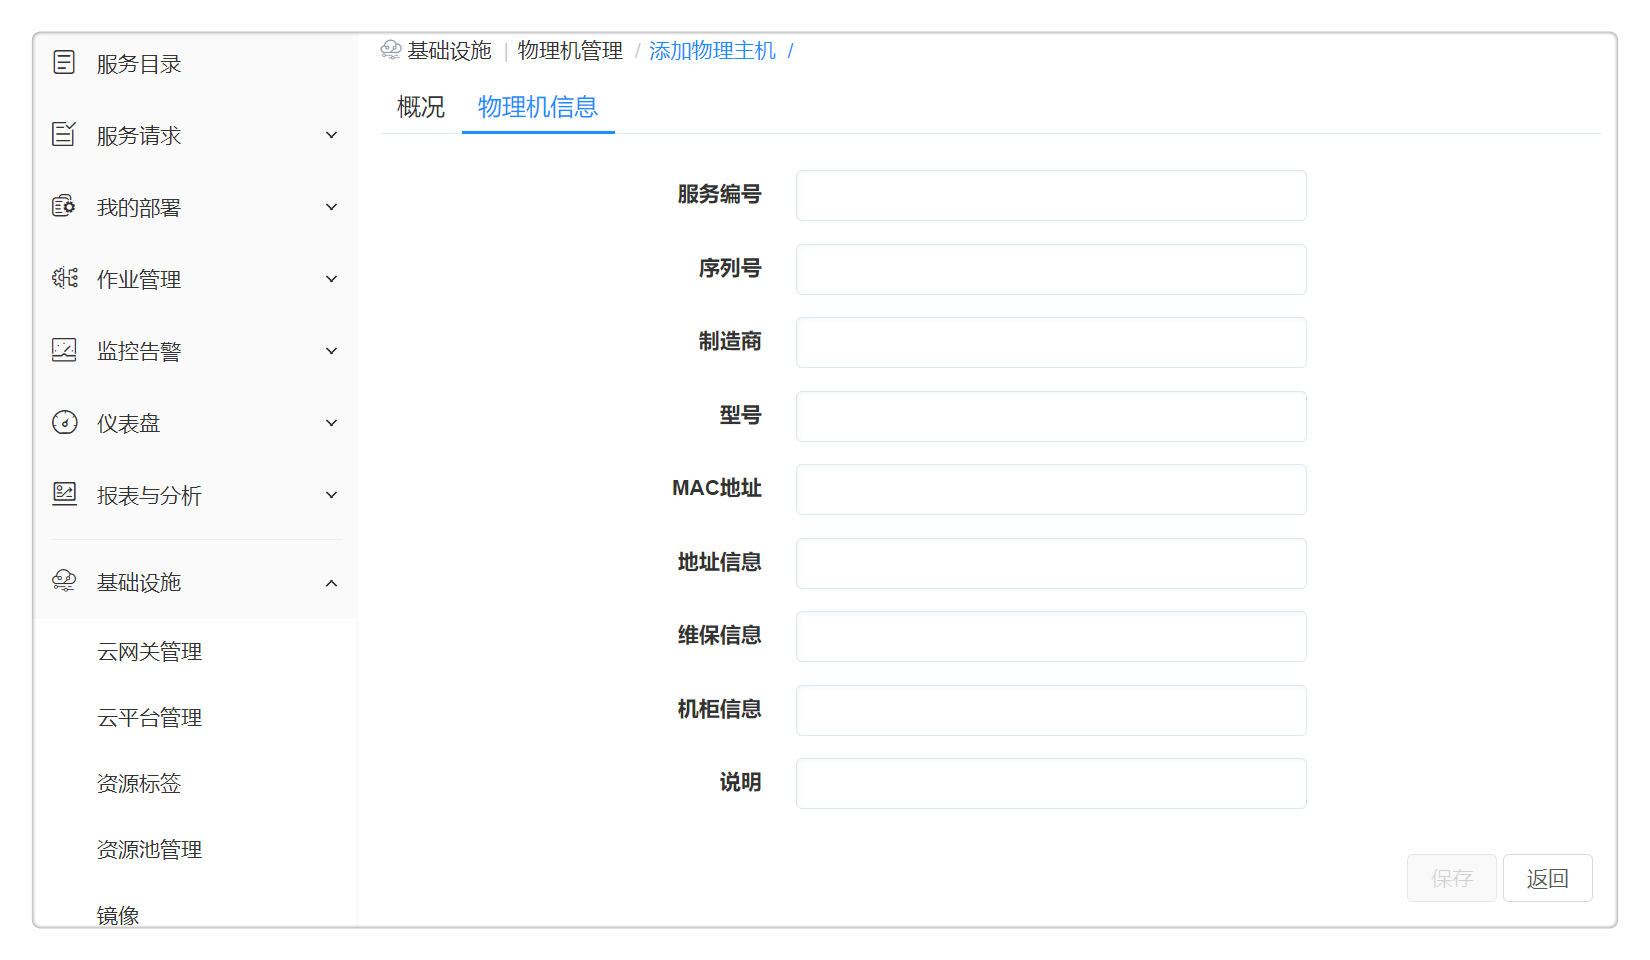 服务目录
服务请求
我的部署
作业管理
监控告警
仪表盘
报表与分析
基础设施
云网关管理
云平台管理
资源标签
资源池管理
镜像
基础设施 | 物理机管理 / 添加物理主机 /
概况 物理机信息
服务编号
序列号
制造商
型号
MAC地址
地址信息
维保信息
机柜信息
说明
保存 返回